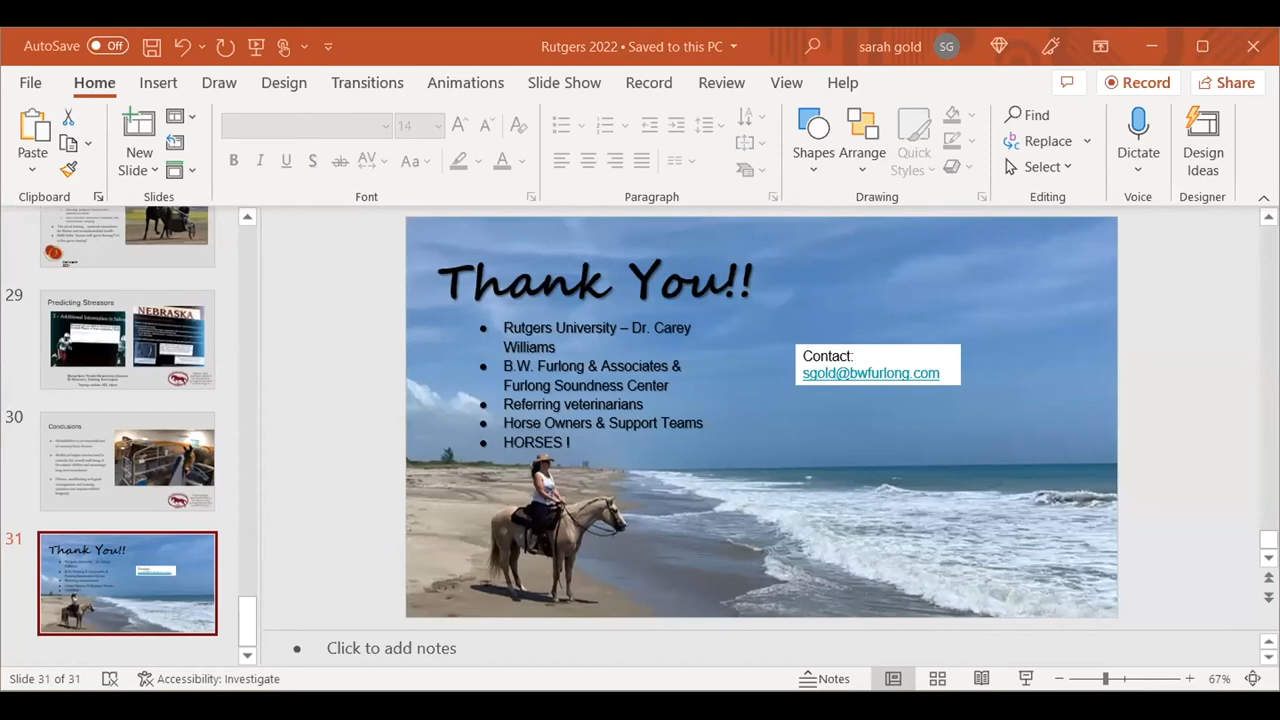 AutoSave Off
Rutgers 2022 • Saved to this PC
sarah gold SG
File Home Insert Draw Design Transitions Animations Slide Show Record Review View Help
Record
Share
Paste
New Slide
14
Find
Replace
Select
Shapes Arrange Quick Styles
Dictate
Design Ideas
Clipboard Slides Font Paragraph Drawing Editing Voice Designer
29
Predicting Stressors
NEBRASKA
30
Conclusions
31
Thank You!!
Thank You!!
• Rutgers University – Dr. Carey
Williams
• B.W. Furlong & Associates &
Furlong Soundness Center
• Referring veterinarians
• Horse Owners & Support Teams
• HORSES !
Contact:
sgold@bwfurlong.com
• Click to add notes
Slide 31 of 31
Accessibility: Investigate
Notes
67%